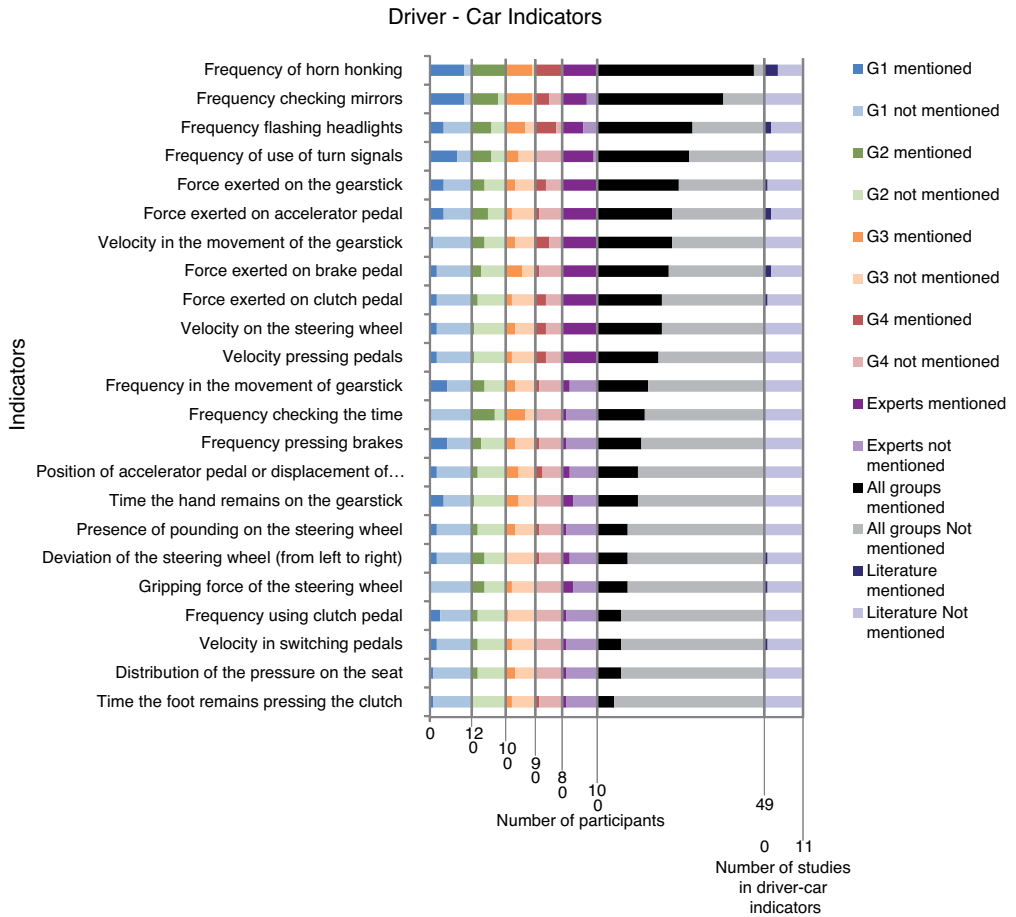 Driver - Car Indicators
Indicators
Frequency of horn honking
Frequency checking mirrors
Frequency flashing headlights
Frequency of use of turn signals
Force exerted on the gearstick
Force exerted on accelerator pedal
Velocity in the movement of the gearstick
Force exerted on brake pedal
Force exerted on clutch pedal
Velocity on the steering wheel
Velocity pressing pedals
Frequency in the movement of gearstick
Frequency checking the time
Frequency pressing brakes
Position of accelerator pedal or displacement of…
Time the hand remains on the gearstick
Presence of pounding on the steering wheel
Deviation of the steering wheel (from left to right)
Gripping force of the steering wheel
Frequency using clutch pedal
Velocity in switching pedals
Distribution of the pressure on the seat
Time the foot remains pressing the clutch
G1 mentioned
G1 not mentioned
G2 mentioned
G2 not mentioned
G3 mentioned
G3 not mentioned
G4 mentioned
G4 not mentioned
Experts mentioned
Experts not
mentioned
All groups
mentioned
All groups Not
mentioned
Literature
mentioned
Literature Not
mentioned
0
12
0
10
0
9
0
8
0
10
0
49
0
11
Number of participants
Number of studies
in driver-car
indicators